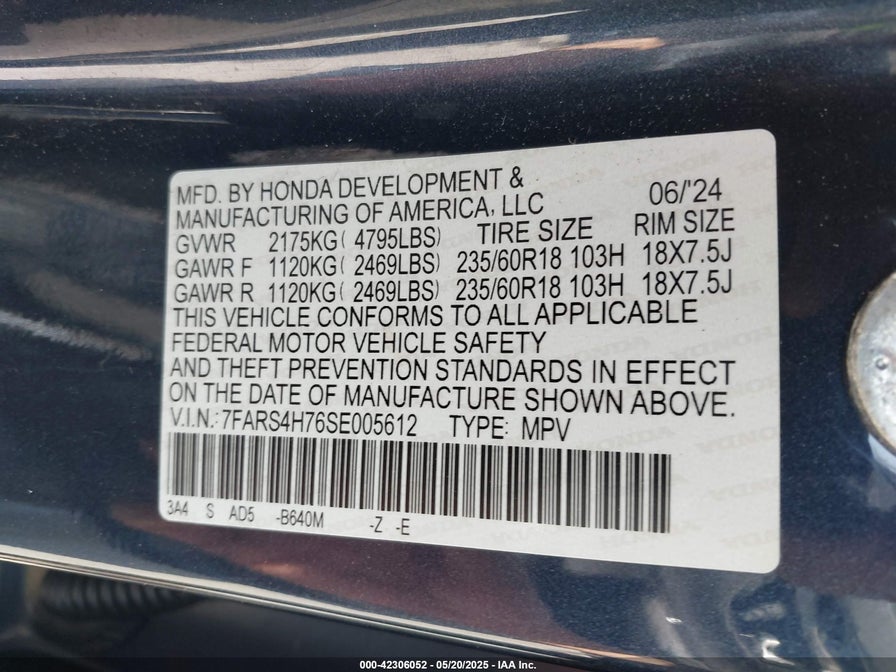 MFD. BY HONDA DEVELOPMENT &
MANUFACTURING OF AMERICA, LLC 06/'24
GVWR 2175KG( 4795LBS) TIRE SIZE RIM SIZE
GAWR F 1120KG( 2469LBS) 235/60R18 103H 18X7.5J
GAWR R 1120KG( 2469LBS) 235/60R18 103H 18X7.5J
THIS VEHICLE CONFORMS TO ALL APPLICABLE
FEDERAL MOTOR VEHICLE SAFETY
AND THEFT PREVENTION STANDARDS IN EFFECT
ON THE DATE OF MANUFACTURE SHOWN ABOVE.
V.I.N.: 7FARS4H76SE005612 TYPE: MPV
3A4 S AD5 -B640M -Z -E
000-42306052 - 05/20/2025 - IAA Inc.